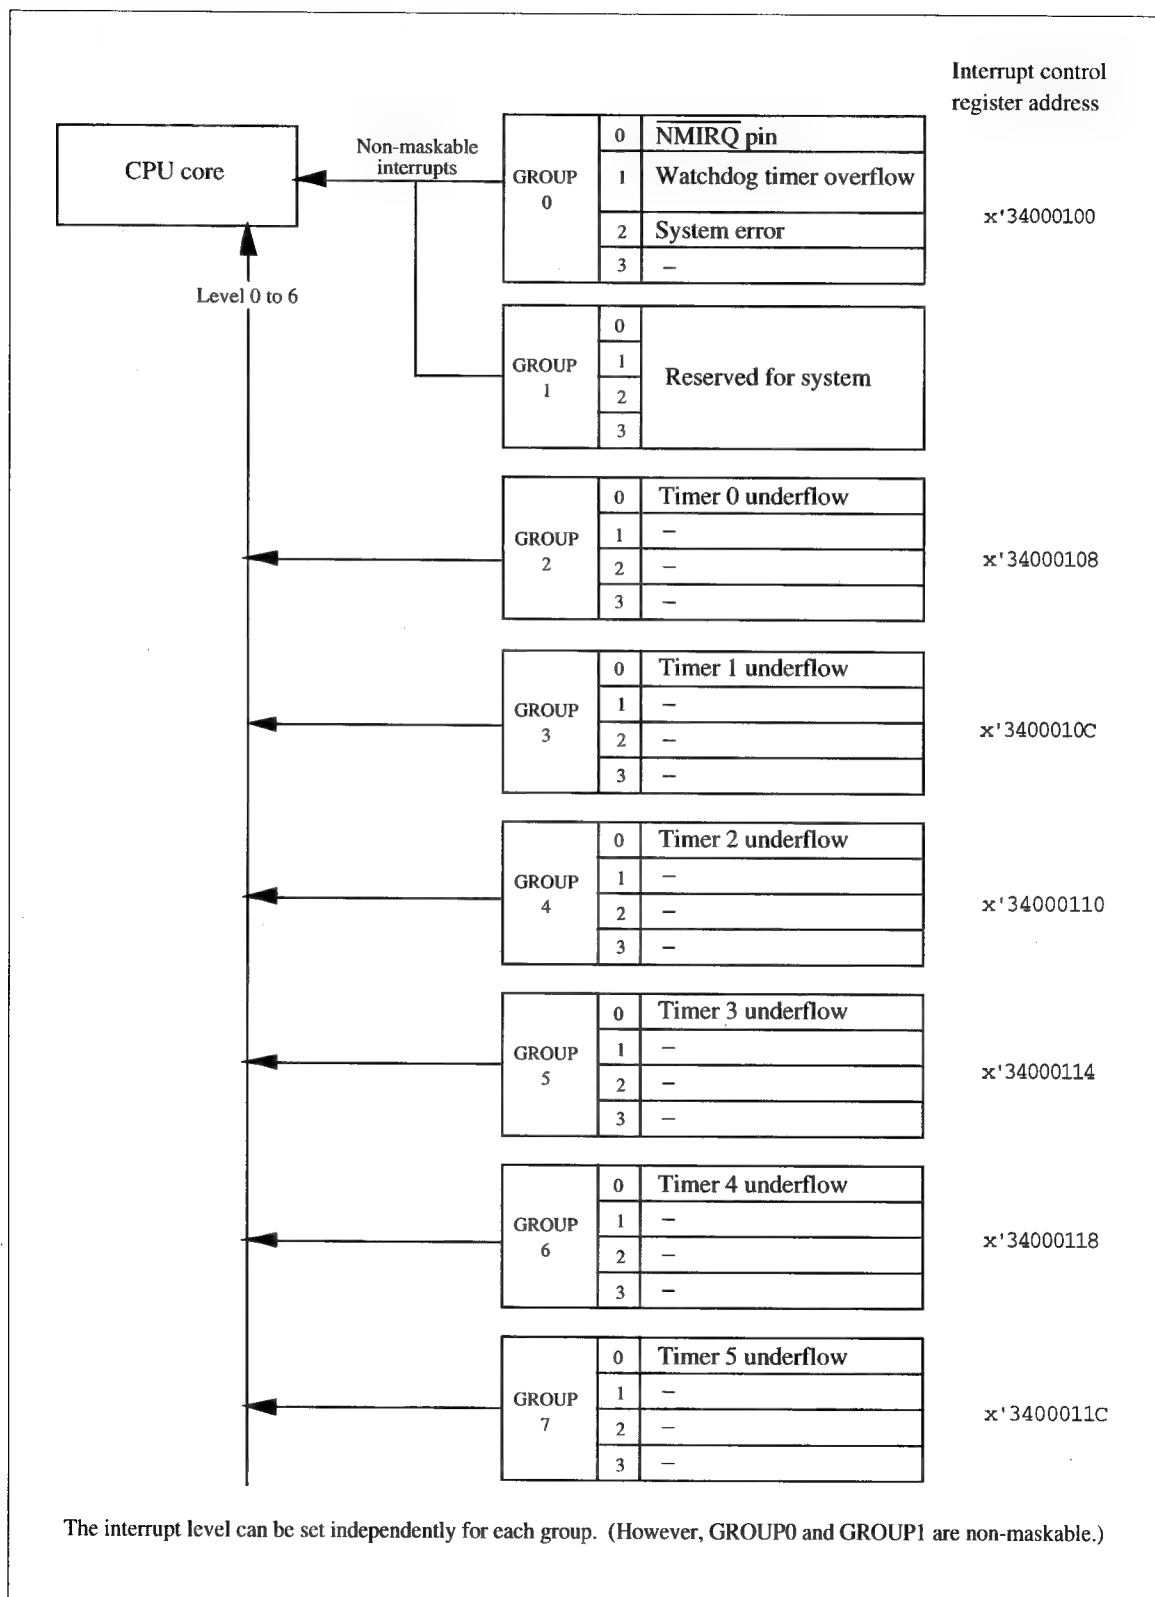 Interrupt control
register address
CPU core
Non-maskable
interrupts
Level 0 to 6
GROUP
0
0 NMIRQ pin
1 Watchdog timer overflow
2 System error
3 –
x'34000100
GROUP
1
0
1
2
3
Reserved for system
GROUP
2
0 Timer 0 underflow
1 –
2 –
3 –
x'34000108
GROUP
3
0 Timer 1 underflow
1 –
2 –
3 –
x'3400010C
GROUP
4
0 Timer 2 underflow
1 –
2 –
3 –
x'34000110
GROUP
5
0 Timer 3 underflow
1 –
2 –
3 –
x'34000114
GROUP
6
0 Timer 4 underflow
1 –
2 –
3 –
x'34000118
GROUP
7
0 Timer 5 underflow
1 –
2 –
3 –
x'3400011C
The interrupt level can be set independently for each group. (However, GROUP0 and GROUP1 are non-maskable.)